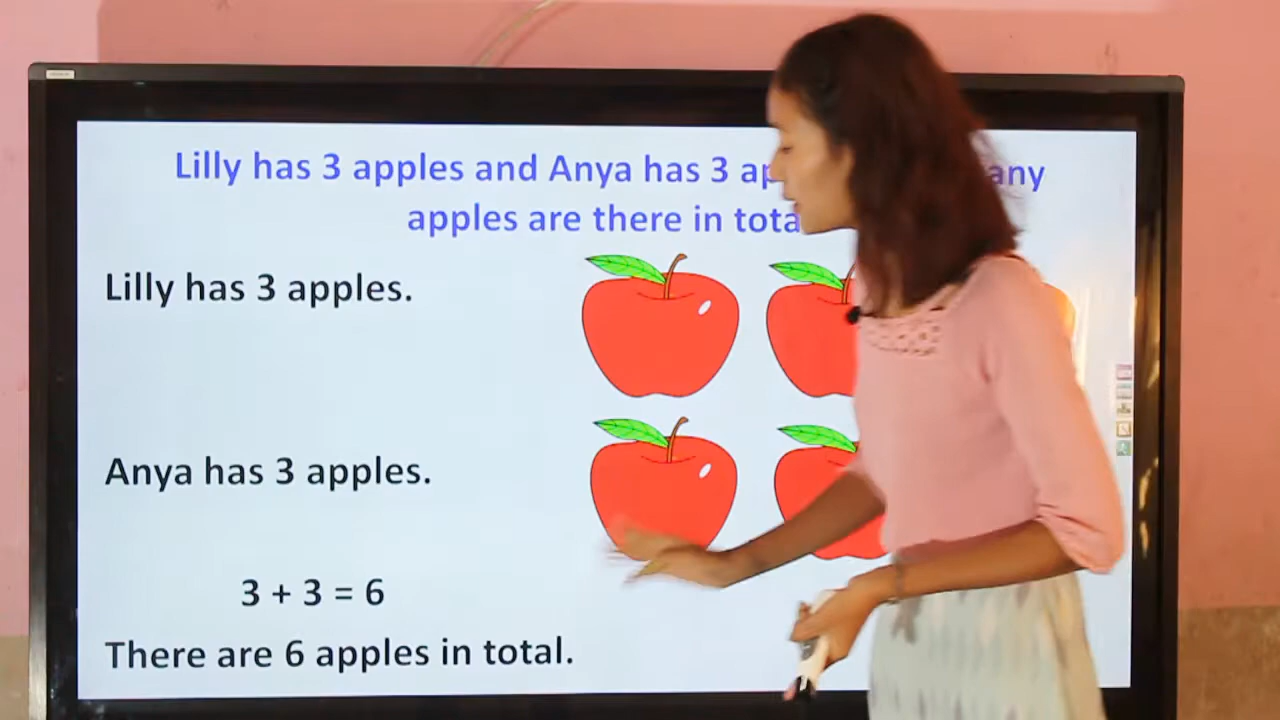 Lilly has 3 apples and Anya has 3 ap any
apples are there in tota
Lilly has 3 apples.
Anya has 3 apples.
3 + 3 = 6
There are 6 apples in total.